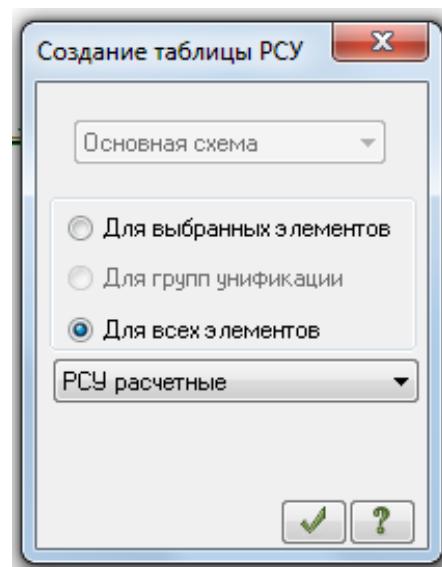 Создание таблицы РСУ
Основная схема
Для выбранных элементов
Для групп унификации
Для всех элементов
РСУ расчетные
?